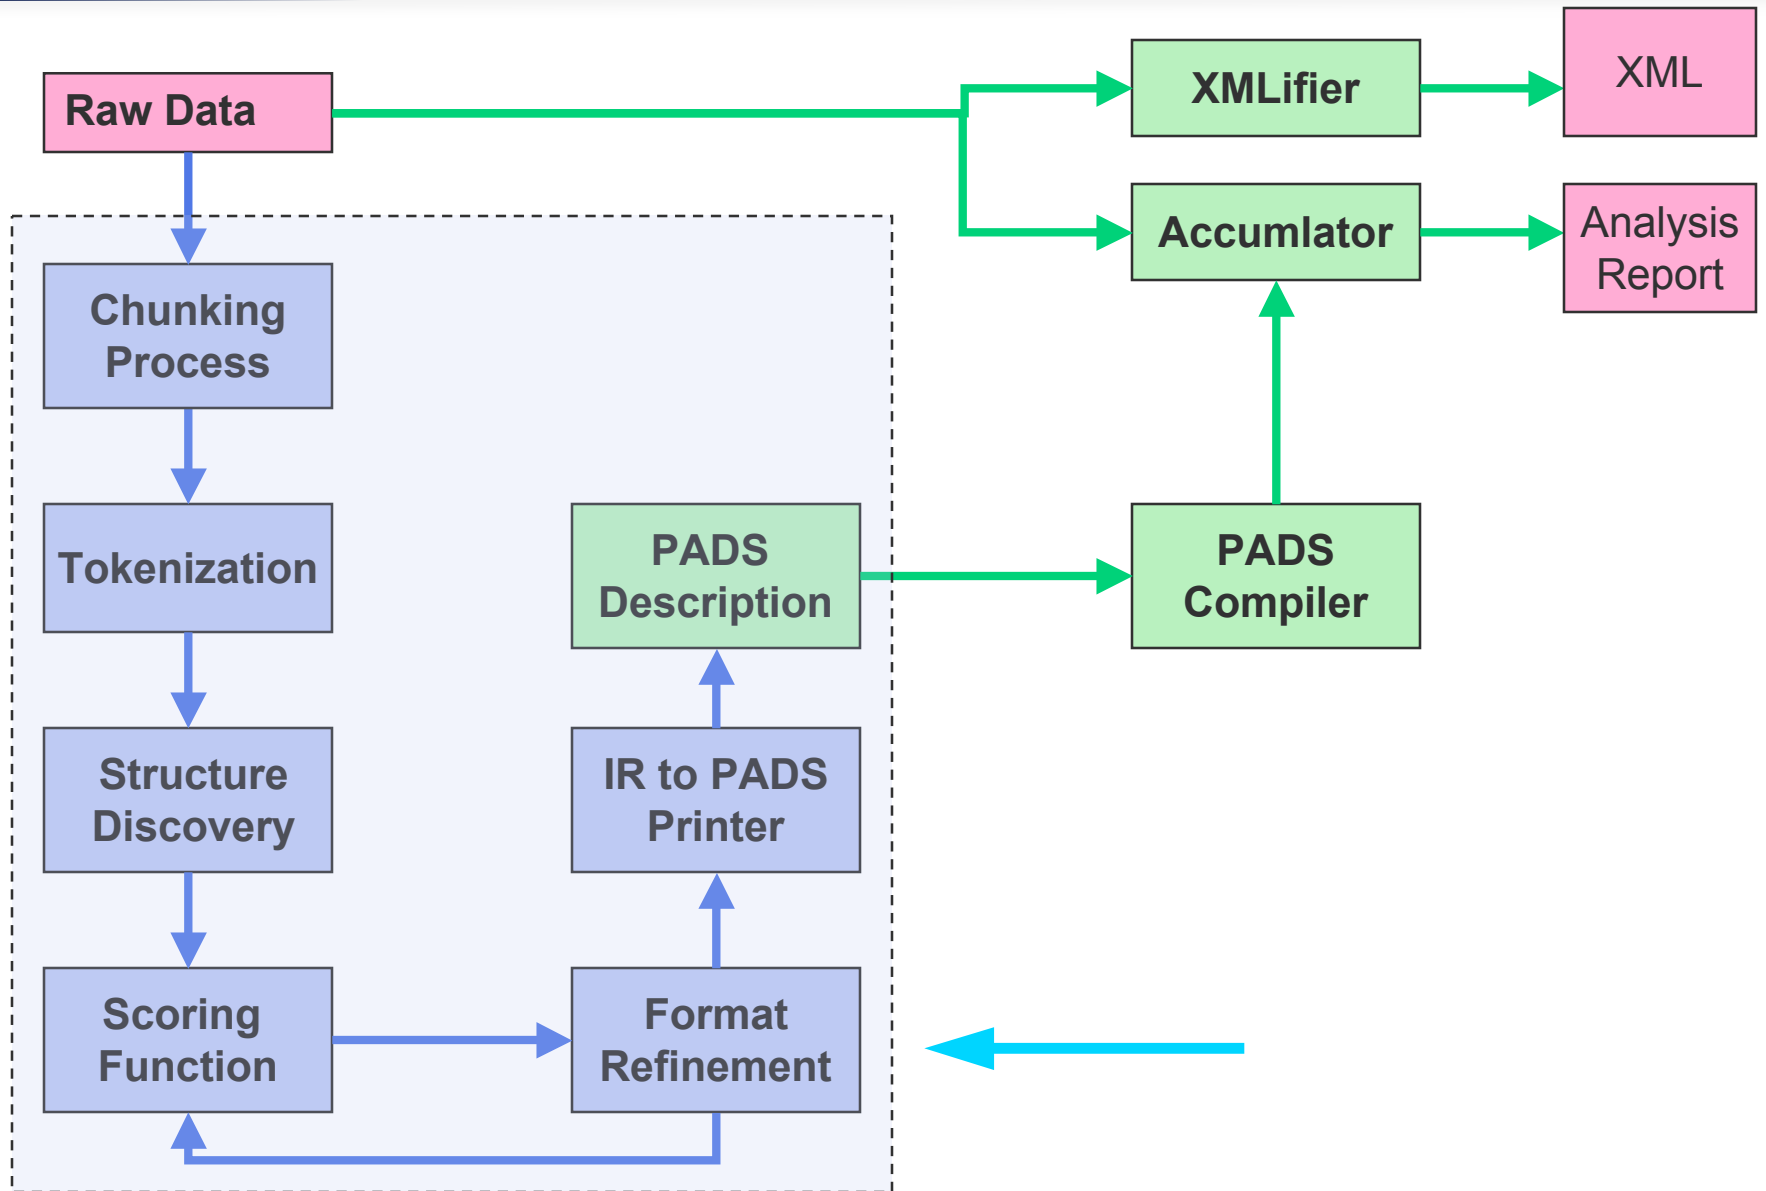 Raw Data
XMLifier
XML
Accumlator
Analysis
Report
Chunking
Process
Tokenization
PADS
Description
PADS
Compiler
Structure
Discovery
IR to PADS
Printer
Scoring
Function
Format
Refinement